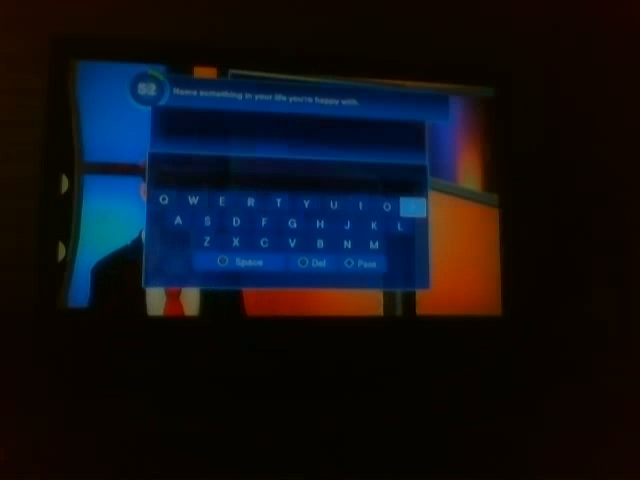 52
Name something in your life you're happy with.
Q W E R T Y U I O
A S D F G H J K L
Z X C V B N M
Space Del Pass